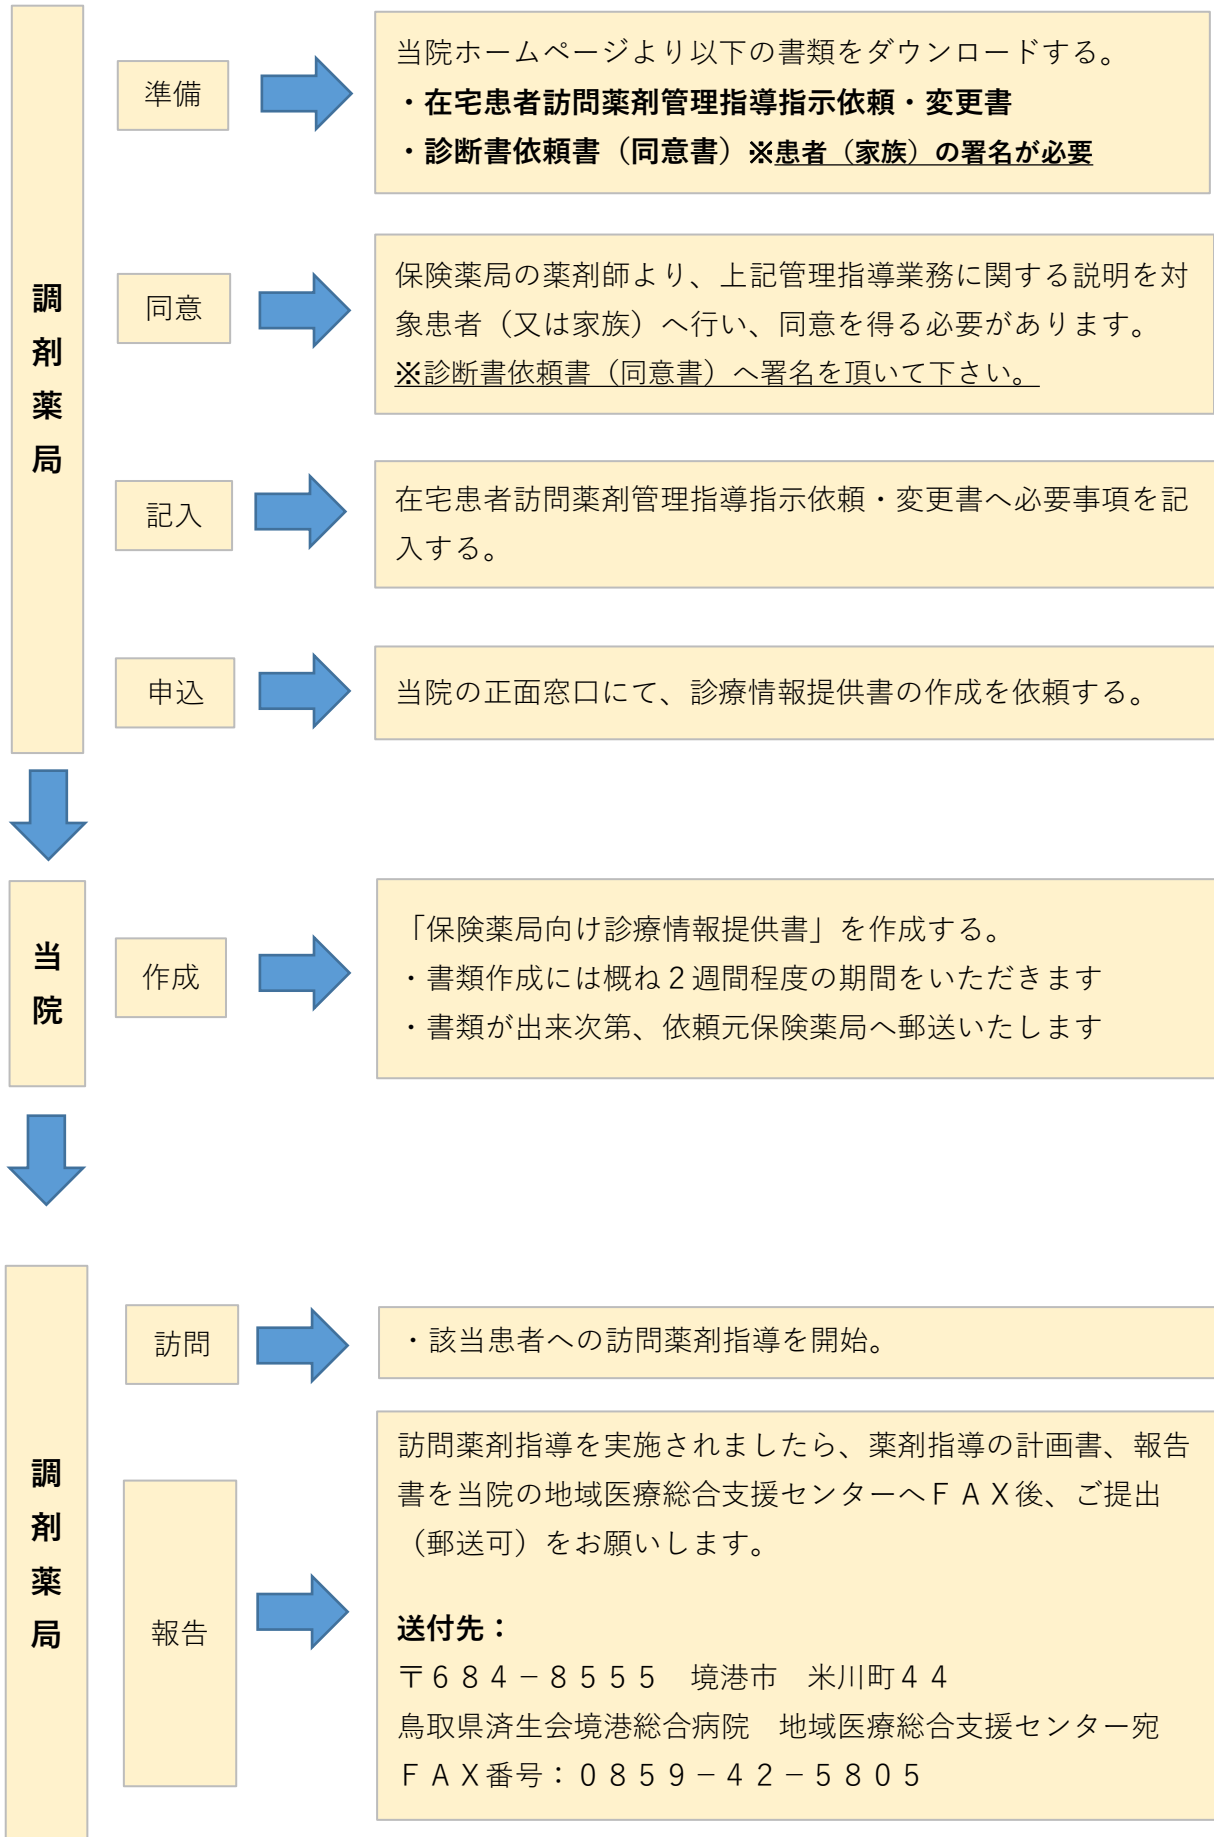 調剤薬局
準備
当院ホームページより以下の書類をダウンロードする。
・在宅患者訪問薬剤管理指導指示依頼・変更書
・診断書依頼書（同意書）※患者（家族）の署名が必要
同意
保険薬局の薬剤師より、上記管理指導業務に関する説明を対
象患者（又は家族）へ行い、同意を得る必要があります。
※診断書依頼書（同意書）へ署名を頂いて下さい。
記入
在宅患者訪問薬剤管理指導指示依頼・変更書へ必要事項を記
入する。
申込
当院の正面窓口にて、診療情報提供書の作成を依頼する。
当院
作成
「保険薬局向け診療情報提供書」を作成する。
・書類作成には概ね２週間程度の期間をいただきます
・書類が出来次第、依頼元保険薬局へ郵送いたします
調剤薬局
訪問
・該当患者への訪問薬剤指導を開始。
報告
訪問薬剤指導を実施されましたら、薬剤指導の計画書、報告
書を当院の地域医療総合支援センターへＦＡＸ後、ご提出
（郵送可）をお願いします。
送付先：
〒６８４－８５５５　境港市　米川町４４
鳥取県済生会境港総合病院　地域医療総合支援センター宛
ＦＡＸ番号：０８５９－４２－５８０５